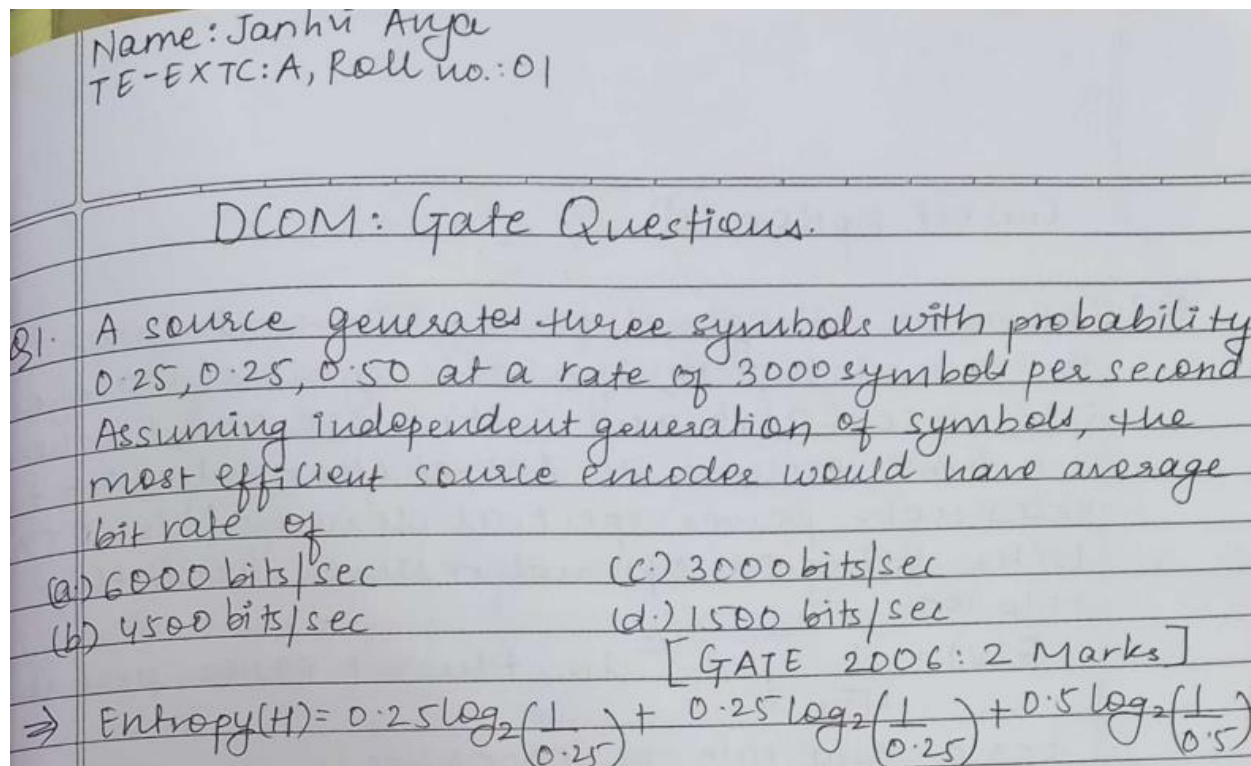 Name: Janhvi Arya
TE-EXTC: A, Roll no.: 01
DCOM: Gate Questions.
Q1. A source generates three symbols with probability
0.25, 0.25, 0.50 at a rate of 3000 symbols per second
Assuming independent generation of symbols, the
most efficient source encoder would have average
bit rate of
(a.) 6000 bits/sec (c.) 3000 bits/sec
(b) 4500 bits/sec (d.) 1500 bits/sec
[GATE 2006: 2 Marks]
⇒ Entropy(H) = 0.25 log₂(1/0.25) + 0.25 log₂(1/0.25) + 0.5 log₂(1/0.5)